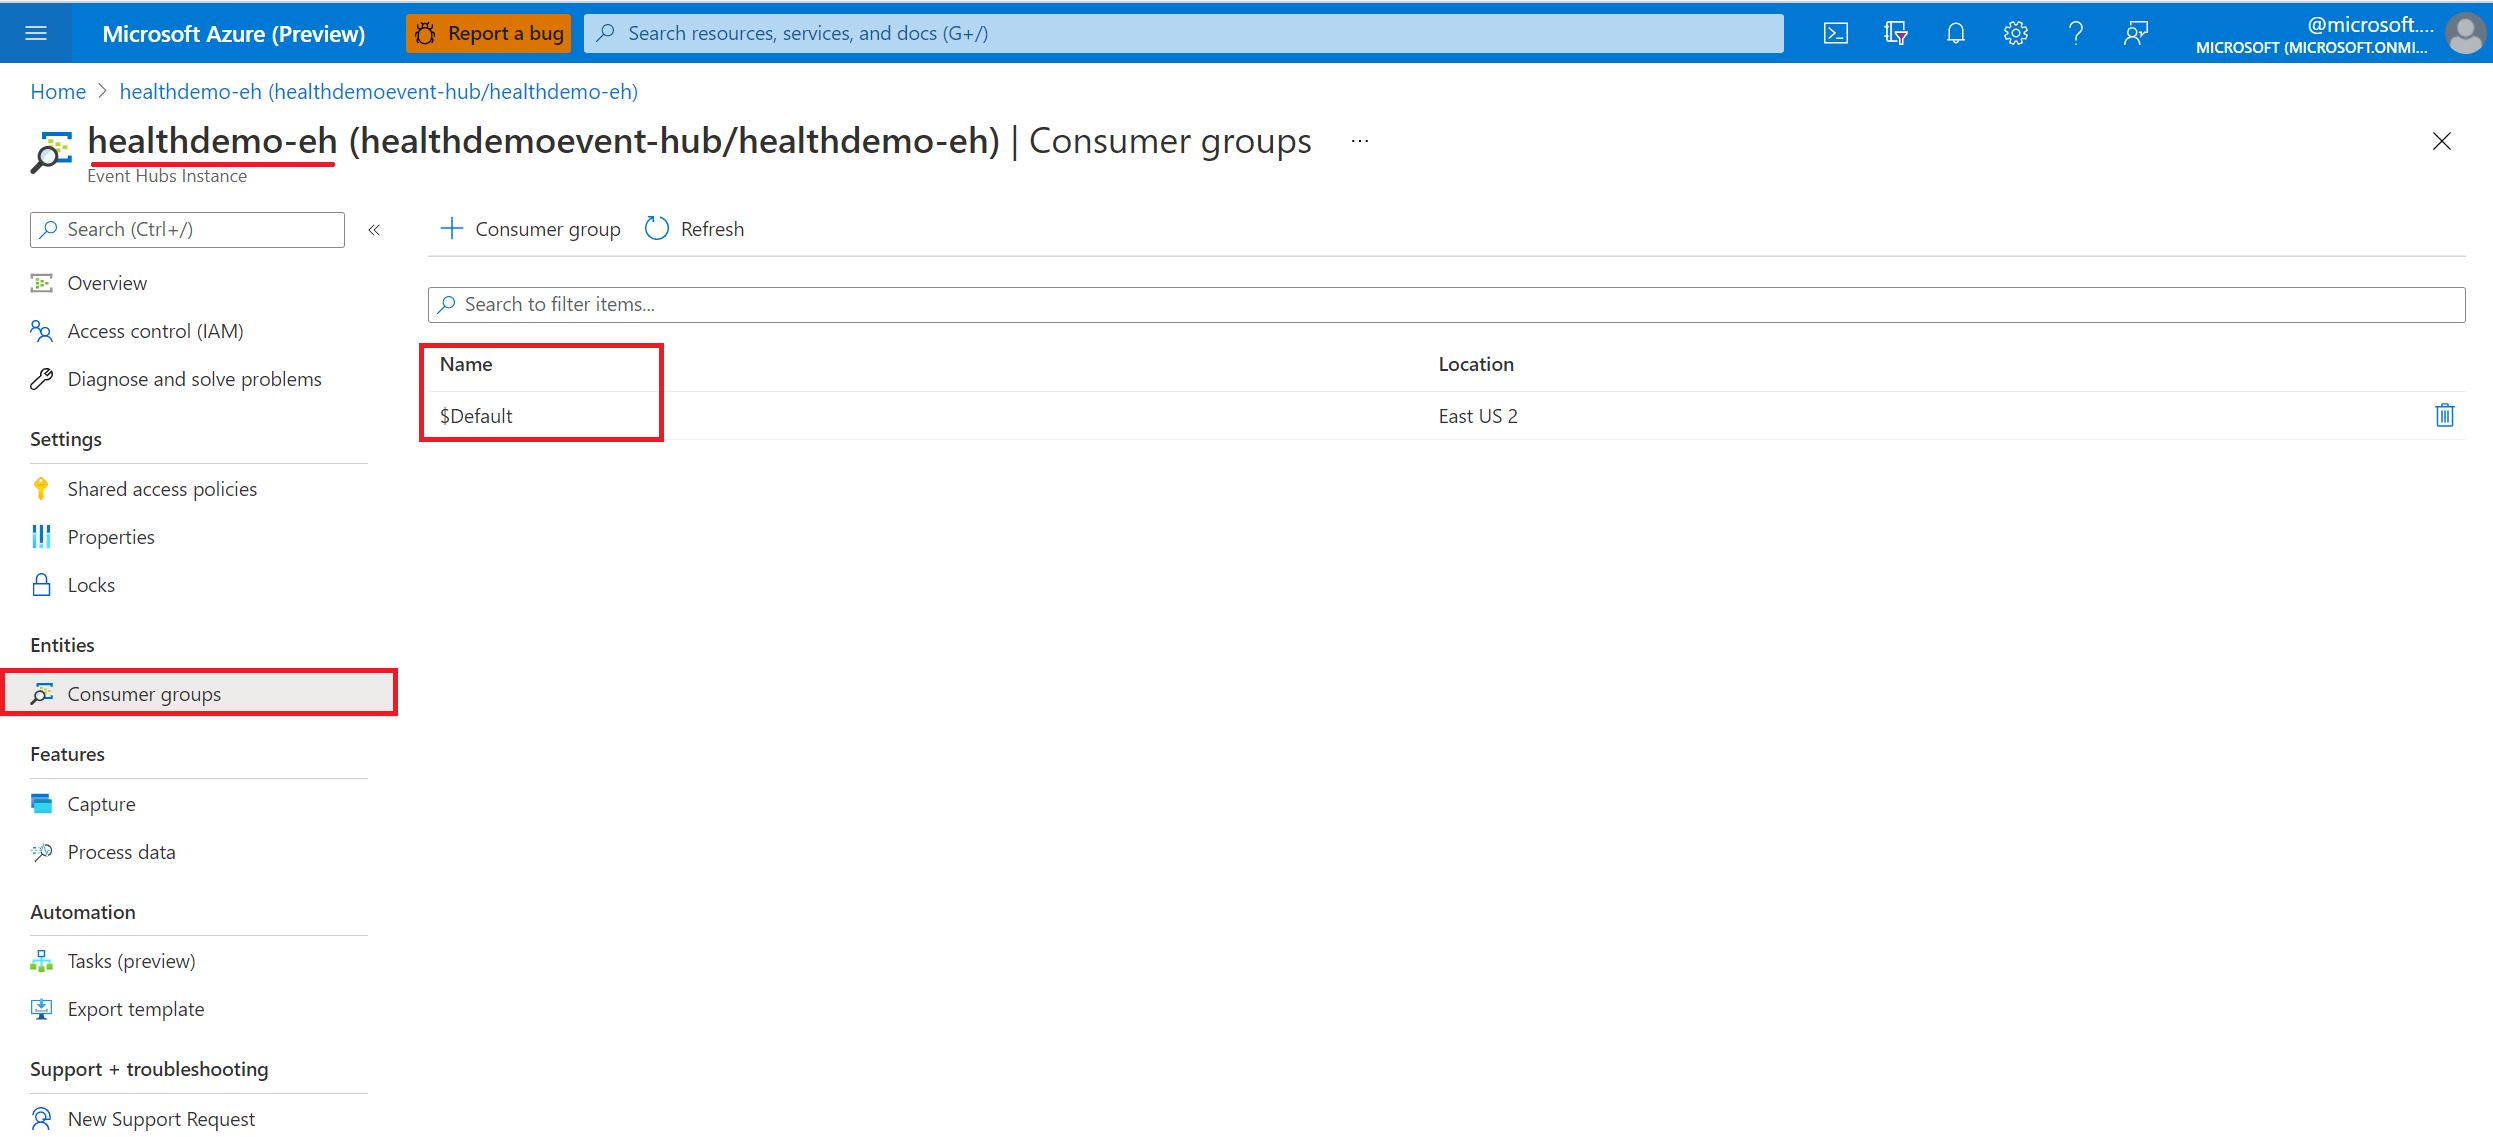 Microsoft Azure (Preview)
Report a bug
Search resources, services, and docs (G+/)
@microsoft....
MICROSOFT (MICROSOFT.ONMI...
Home > healthdemo-eh (healthdemoevent-hub/healthdemo-eh)
healthdemo-eh (healthdemoevent-hub/healthdemo-eh) | Consumer groups ...
Event Hubs Instance
Search (Ctrl+/)
«
Overview
Access control (IAM)
Diagnose and solve problems
Settings
Shared access policies
Properties
Locks
Entities
Consumer groups
Features
Capture
Process data
Automation
Tasks (preview)
Export template
Support + troubleshooting
New Support Request
Consumer group
Refresh
Search to filter items...
Name
Location
$Default
East US 2